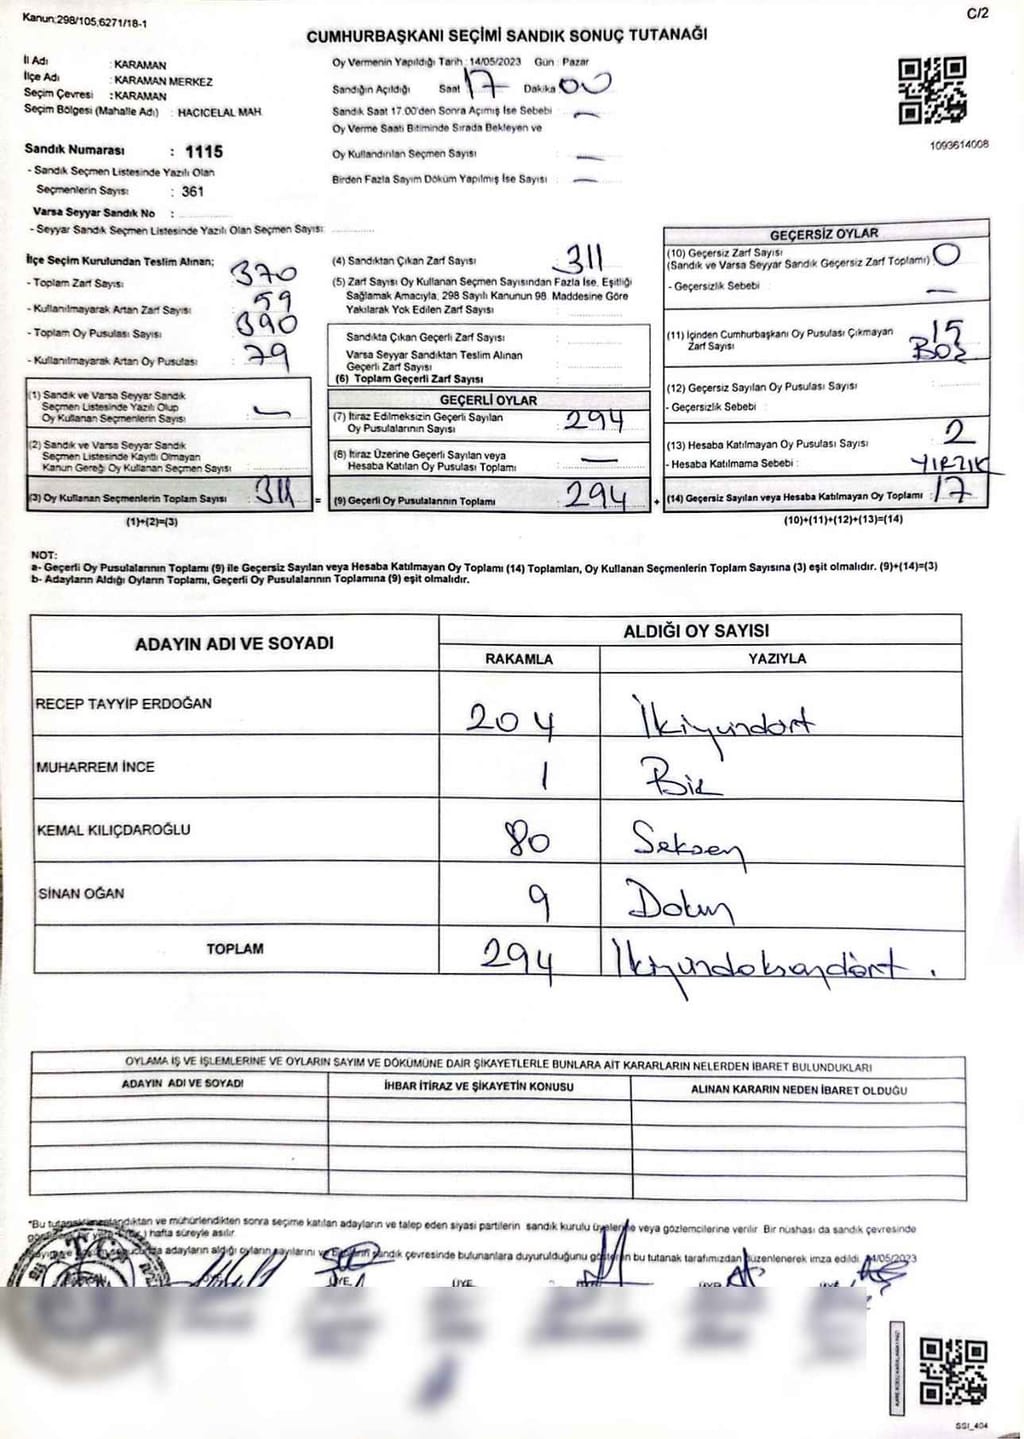 Kanun:298/105,6271/18-1
C/2
CUMHURBAŞKANI SEÇİMİ SANDIK SONUÇ TUTANAĞI
İl Adı : KARAMAN
İlçe Adı : KARAMAN MERKEZ
Seçim Çevresi : KARAMAN
Seçim Bölgesi (Mahalle Adı) : HACICELAL MAH
Sandık Numarası : 1115
- Sandık Seçmen Listesinde Yazılı Olan
Seçmenlerin Sayısı : 361
Varsa Seyyar Sandık No :
- Seyyar Sandık Seçmen Listesinde Yazılı Olan Seçmen Sayısı:
Oy Vermenin Yapıldığı Tarih : 14/05/2023 Gün : Pazar
Sandığın Açıldığı Saat 17 Dakika 00
Sandık Saat 17:00'den Sonra Açımış İse Sebebi : —
Oy Verme Saati Bitiminde Sırada Bekleyen ve
Oy Kullandırılan Seçmen Sayısı : —
Birden Fazla Sayım Döküm Yapılmış İse Sayısı : —
1093614008
İlçe Seçim Kurulundan Teslim Alınan;
- Toplam Zarf Sayısı : 370
- Kullanılmayarak Artan Zarf Sayısı : 59
- Toplam Oy Pusulası Sayısı : 390
- Kullanılmayarak Artan Oy Pusulası : 79
(1) Sandık ve Varsa Seyyar Sandık
Seçmen Listesinde Yazılı Olup
Oy Kullanan Seçmenlerin Sayısı : —
(2) Sandık ve Varsa Seyyar Sandık
Seçmen Listesinde Kayıtlı Olmayan
Kanun Gereği Oy Kullanan Seçmen Sayısı :
(3) Oy Kullanan Seçmenlerin Toplam Sayısı : 311 =
(1)+(2)=(3)
(4) Sandıktan Çıkan Zarf Sayısı : 311
(5) Zarf Sayısı Oy Kullanan Seçmen Sayısından Fazla İse, Eşitliği
Sağlamak Amacıyla, 298 Sayılı Kanunun 98. Maddesine Göre
Yakılarak Yok Edilen Zarf Sayısı :
Sandıkta Çıkan Geçerli Zarf Sayısı :
Varsa Seyyar Sandıktan Teslim Alınan
Geçerli Zarf Sayısı :
(6) Toplam Geçerli Zarf Sayısı :
GEÇERLİ OYLAR
(7) İtiraz Edilmeksizin Geçerli Sayılan
Oy Pusulalarının Sayısı : 294
(8) İtiraz Üzerine Geçerli Sayılan veya
Hesaba Katılan Oy Pusulası Toplamı : —
(9) Geçerli Oy Pusulalarının Toplamı : 294 +
GEÇERSİZ OYLAR
(10) Geçersiz Zarf Sayısı
(Sandık ve Varsa Seyyar Sandık Geçersiz Zarf Toplamı) : 0
- Geçersizlik Sebebi : —
(11) İçinden Cumhurbaşkanı Oy Pusulası Çıkmayan
Zarf Sayısı : 15
BOŞ
(12) Geçersiz Sayılan Oy Pusulası Sayısı :
- Geçersizlik Sebebi :
(13) Hesaba Katılmayan Oy Pusulası Sayısı : 2
- Hesaba Katılmama Sebebi : YIRTIK
(14) Geçersiz Sayılan veya Hesaba Katılmayan Oy Toplamı : 17
(10)+(11)+(12)+(13)=(14)
NOT:
a- Geçerli Oy Pusulalarının Toplamı (9) ile Geçersiz Sayılan veya Hesaba Katılmayan Oy Toplamı (14) Toplamları, Oy Kullanan Seçmenlerin Toplam Sayısına (3) eşit olmalıdır. (9)+(14)=(3)
b- Adayların Aldığı Oyların Toplamı, Geçerli Oy Pusulalarının Toplamına (9) eşit olmalıdır.
ADAYIN ADI VE SOYADI ALDIĞI OY SAYISI
RAKAMLA YAZIYLA
RECEP TAYYİP ERDOĞAN 204 İkiyüzdört
MUHARREM İNCE 1 Bir
KEMAL KILIÇDAROĞLU 80 Seksen
SİNAN OĞAN 9 Dokuz
TOPLAM 294 İkiyüzdoksandört .
OYLAMA İŞ VE İŞLEMLERİNE VE OYLARIN SAYIM VE DÖKÜMÜNE DAİR ŞİKAYETLERLE BUNLARA AİT KARARLARIN NELERDEN İBARET BULUNDUKLARI
ADAYIN ADI VE SOYADI İHBAR İTİRAZ VE ŞİKAYETİN KONUSU ALINAN KARARIN NEDEN İBARET OLDUĞU
*Bu ve mühürlendikten sonra seçime katılan adayların ve talep eden siyasi partilerin sandık kurulu üyelerine veya gözlemcilerine verilir. Bir nüshası da sandık çevresinde
hafta süreyle asılır.
adayların aldığı oyların sayılarını sandık çevresinde bulunanlara duyurulduğunu gösteren bu tutanak tarafımızdan düzenlenerek imza edildi. 14/05/2023
ÜYE ÜYE ÜYE ÜYE
SSI_404